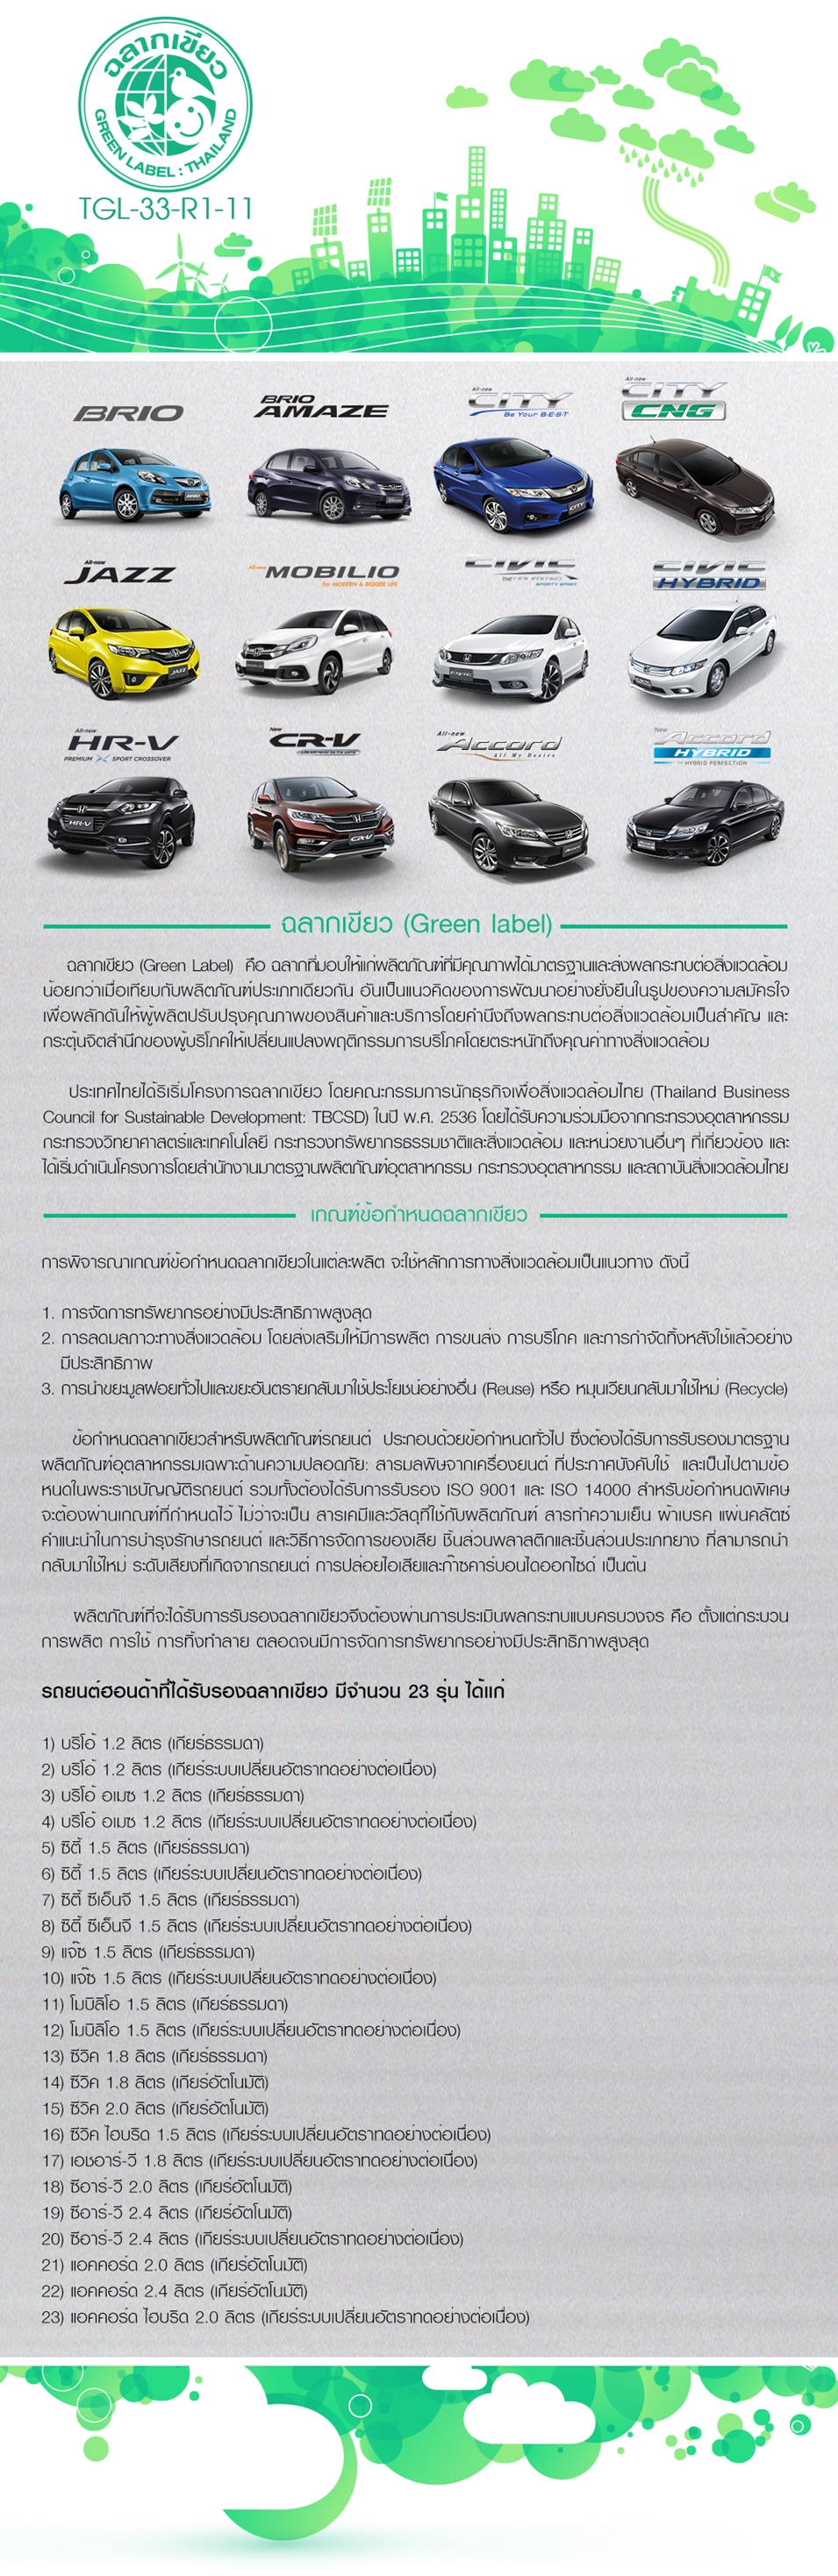 ฉลากเขียว
GREEN LABEL : THAILAND
TGL-33-R1-11
BRIO
BRIO AMAZE
All-new CITY
Be Your B·E·S·T
All-new CITY
CNG
All-new JAZZ
All-new MOBILIO
for MODERN & BIGGER LIFE
CIVIC
SPORTY SPIRIT
CIVIC
HYBRID
All-new HR-V
PREMIUM X SPORT CROSSOVER
New CR-V
All-new Accord
All My Desire
New Accord
HYBRID
HYBRID PERFECTION
ฉลากเขียว (Green label)
ฉลากเขียว (Green Label) คือ ฉลากที่มอบให้แก่ผลิตภัณฑ์ที่มีคุณภาพได้มาตรฐานและส่งผลกระทบต่อสิ่งแวดล้อม
น้อยกว่าเมื่อเทียบกับผลิตภัณฑ์ประเภทเดียวกัน อันเป็นแนวคิดของการพัฒนาอย่างยั่งยืนในรูปของความสมัครใจ
เพื่อผลักดันให้ผู้ผลิตปรับปรุงคุณภาพของสินค้าและบริการโดยคำนึงถึงผลกระทบต่อสิ่งแวดล้อมเป็นสำคัญ และ
กระตุ้นจิตสำนึกของผู้บริโภคให้เปลี่ยนแปลงพฤติกรรมการบริโภคโดยตระหนักถึงคุณค่าทางสิ่งแวดล้อม
ประเทศไทยได้ริเริ่มโครงการฉลากเขียว โดยคณะกรรมการนักธุรกิจเพื่อสิ่งแวดล้อมไทย (Thailand Business
Council for Sustainable Development: TBCSD) ในปี พ.ศ. 2536 โดยได้รับความร่วมมือจากกระทรวงอุตสาหกรรม
กระทรวงวิทยาศาสตร์และเทคโนโลยี กระทรวงทรัพยากรธรรมชาติและสิ่งแวดล้อม และหน่วยงานอื่นๆ ที่เกี่ยวข้อง และ
ได้เริ่มดำเนินโครงการโดยสำนักงานมาตรฐานผลิตภัณฑ์อุตสาหกรรม กระทรวงอุตสาหกรรม และสถาบันสิ่งแวดล้อมไทย
เกณฑ์ข้อกำหนดฉลากเขียว
การพิจารณาเกณฑ์ข้อกำหนดฉลากเขียวในแต่ละผลิต จะใช้หลักการทางสิ่งแวดล้อมเป็นแนวทาง ดังนี้
1. การจัดการทรัพยากรอย่างมีประสิทธิภาพสูงสุด
2. การลดมลภาวะทางสิ่งแวดล้อม โดยส่งเสริมให้มีการผลิต การขนส่ง การบริโภค และการกำจัดทิ้งหลังใช้แล้วอย่าง
มีประสิทธิภาพ
3. การนำขยะมูลฝอยทั่วไปและขยะอันตรายกลับมาใช้ประโยชน์อย่างอื่น (Reuse) หรือ หมุนเวียนกลับมาใช้ใหม่ (Recycle)
ข้อกำหนดฉลากเขียวสำหรับผลิตภัณฑ์รถยนต์ ประกอบด้วยข้อกำหนดทั่วไป ซึ่งต้องได้รับการรับรองมาตรฐาน
ผลิตภัณฑ์อุตสาหกรรมเฉพาะด้านความปลอดภัย: สารมลพิษจากเครื่องยนต์ ที่ประกาศบังคับใช้ และเป็นไปตามข้อ
หนดในพระราชบัญญัติรถยนต์ รวมทั้งต้องได้รับการรับรอง ISO 9001 และ ISO 14000 สำหรับข้อกำหนดพิเศษ
จะต้องผ่านเกณฑ์ที่กำหนดไว้ ไม่ว่าจะเป็น สารเคมีและวัสดุที่ใช้กับผลิตภัณฑ์ สารทำความเย็น ผ้าเบรค แผ่นคลัตช์
คำแนะนำในการบำรุงรักษารถยนต์ และวิธีการจัดการของเสีย ชิ้นส่วนพลาสติกและชิ้นส่วนประเภทยาง ที่สามารถนำ
กลับมาใช้ใหม่ ระดับเสียงที่เกิดจากรถยนต์ การปล่อยไอเสียและก๊าซคาร์บอนไดออกไซด์ เป็นต้น
ผลิตภัณฑ์ที่จะได้รับการรับรองฉลากเขียวจึงต้องผ่านการประเมินผลกระทบแบบครบวงจร คือ ตั้งแต่กระบวน
การผลิต การใช้ การทิ้งทำลาย ตลอดจนมีการจัดการทรัพยากรอย่างมีประสิทธิภาพสูงสุด
รถยนต์ฮอนด้าที่ได้รับรองฉลากเขียว มีจำนวน 23 รุ่น ได้แก่
1) บริโอ้ 1.2 ลิตร (เกียร์ธรรมดา)
2) บริโอ้ 1.2 ลิตร (เกียร์ระบบเปลี่ยนอัตราทดอย่างต่อเนื่อง)
3) บริโอ้ อเมซ 1.2 ลิตร (เกียร์ธรรมดา)
4) บริโอ้ อเมซ 1.2 ลิตร (เกียร์ระบบเปลี่ยนอัตราทดอย่างต่อเนื่อง)
5) ซิตี้ 1.5 ลิตร (เกียร์ธรรมดา)
6) ซิตี้ 1.5 ลิตร (เกียร์ระบบเปลี่ยนอัตราทดอย่างต่อเนื่อง)
7) ซิตี้ ซีเอ็นจี 1.5 ลิตร (เกียร์ธรรมดา)
8) ซิตี้ ซีเอ็นจี 1.5 ลิตร (เกียร์ระบบเปลี่ยนอัตราทดอย่างต่อเนื่อง)
9) แจ๊ซ 1.5 ลิตร (เกียร์ธรรมดา)
10) แจ๊ซ 1.5 ลิตร (เกียร์ระบบเปลี่ยนอัตราทดอย่างต่อเนื่อง)
11) โมบิลิโอ 1.5 ลิตร (เกียร์ธรรมดา)
12) โมบิลิโอ 1.5 ลิตร (เกียร์ระบบเปลี่ยนอัตราทดอย่างต่อเนื่อง)
13) ซีวิค 1.8 ลิตร (เกียร์ธรรมดา)
14) ซีวิค 1.8 ลิตร (เกียร์อัตโนมัติ)
15) ซีวิค 2.0 ลิตร (เกียร์อัตโนมัติ)
16) ซีวิค ไฮบริด 1.5 ลิตร (เกียร์ระบบเปลี่ยนอัตราทดอย่างต่อเนื่อง)
17) เอชอาร์-วี 1.8 ลิตร (เกียร์ระบบเปลี่ยนอัตราทดอย่างต่อเนื่อง)
18) ซีอาร์-วี 2.0 ลิตร (เกียร์อัตโนมัติ)
19) ซีอาร์-วี 2.4 ลิตร (เกียร์อัตโนมัติ)
20) ซีอาร์-วี 2.4 ลิตร (เกียร์ระบบเปลี่ยนอัตราทดอย่างต่อเนื่อง)
21) แอคคอร์ด 2.0 ลิตร (เกียร์อัตโนมัติ)
22) แอคคอร์ด 2.4 ลิตร (เกียร์อัตโนมัติ)
23) แอคคอร์ด ไฮบริด 2.0 ลิตร (เกียร์ระบบเปลี่ยนอัตราทดอย่างต่อเนื่อง)